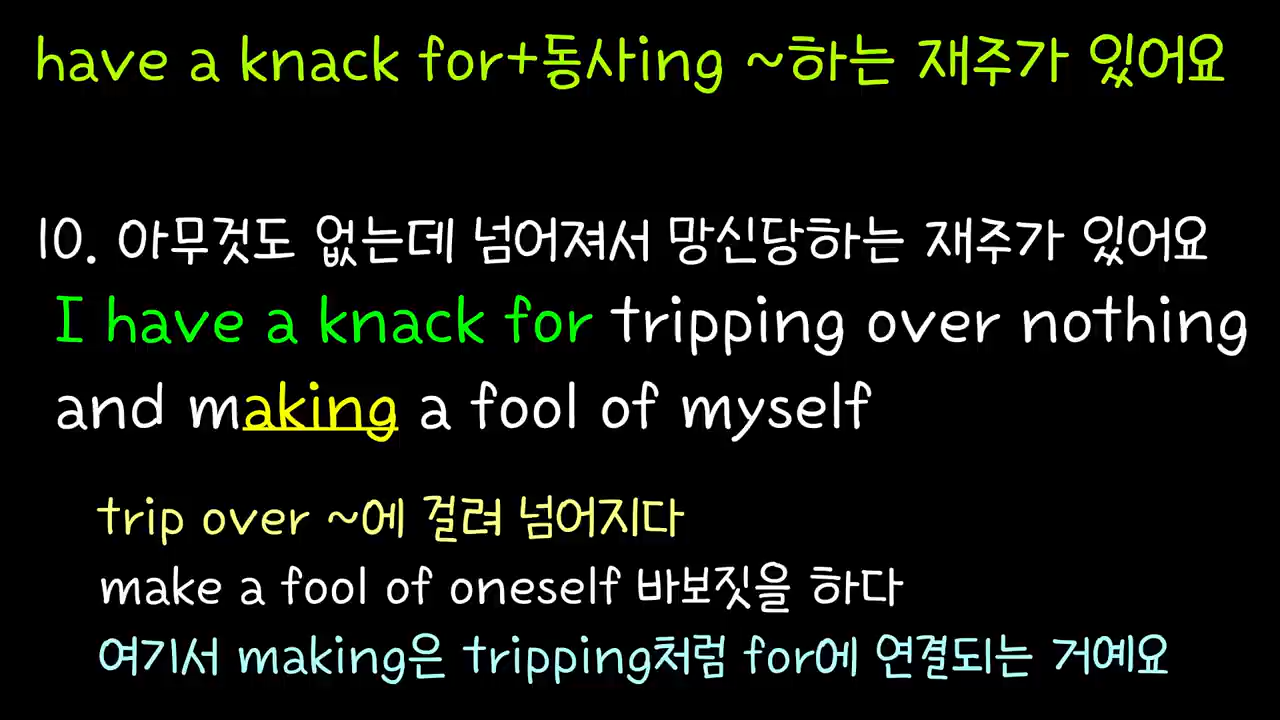 have a knack for+동사ing ~하는 재주가 있어요
10. 아무것도 없는데 넘어져서 망신당하는 재주가 있어요
I have a knack for tripping over nothing
and making a fool of myself
trip over ~에 걸려 넘어지다
make a fool of oneself 바보짓을 하다
여기서 making은 tripping처럼 for에 연결되는 거예요